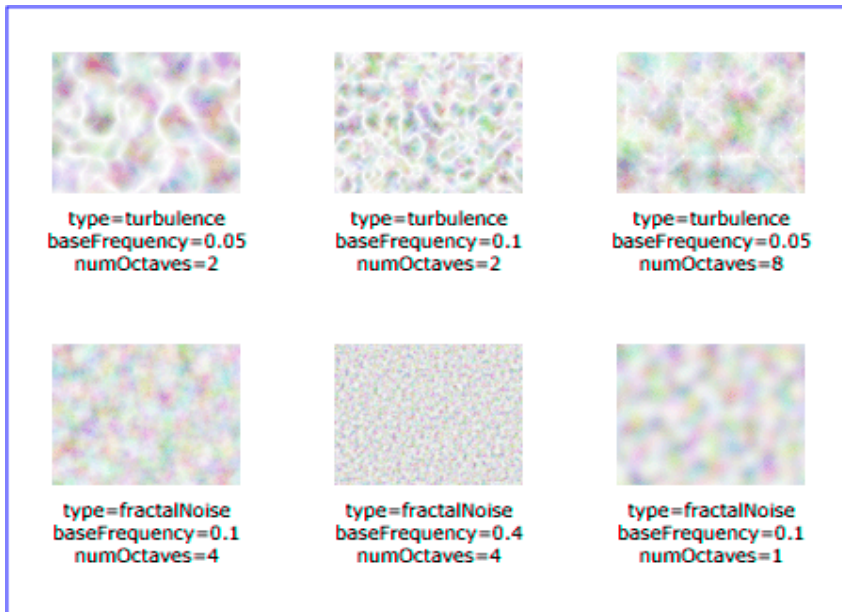 type=turbulence
baseFrequency=0.05
numOctaves=2
type=turbulence
baseFrequency=0.1
numOctaves=2
type=turbulence
baseFrequency=0.05
numOctaves=8
type=fractalNoise
baseFrequency=0.1
numOctaves=4
type=fractalNoise
baseFrequency=0.4
numOctaves=4
type=fractalNoise
baseFrequency=0.1
numOctaves=1